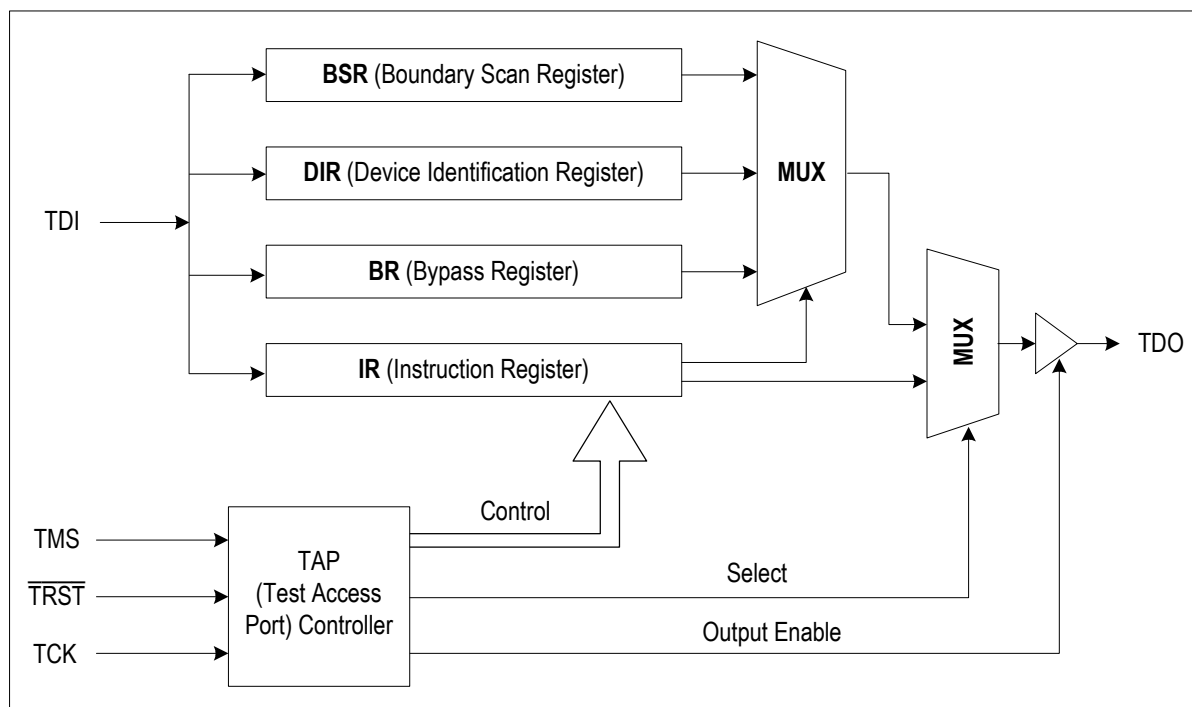 BSR (Boundary Scan Register)
DIR (Device Identification Register)
MUX
TDI
BR (Bypass Register)
MUX
TDO
IR (Instruction Register)
Control
TMS
TAP
(Test Access
Port) Controller
TRST
Select
TCK
Output Enable